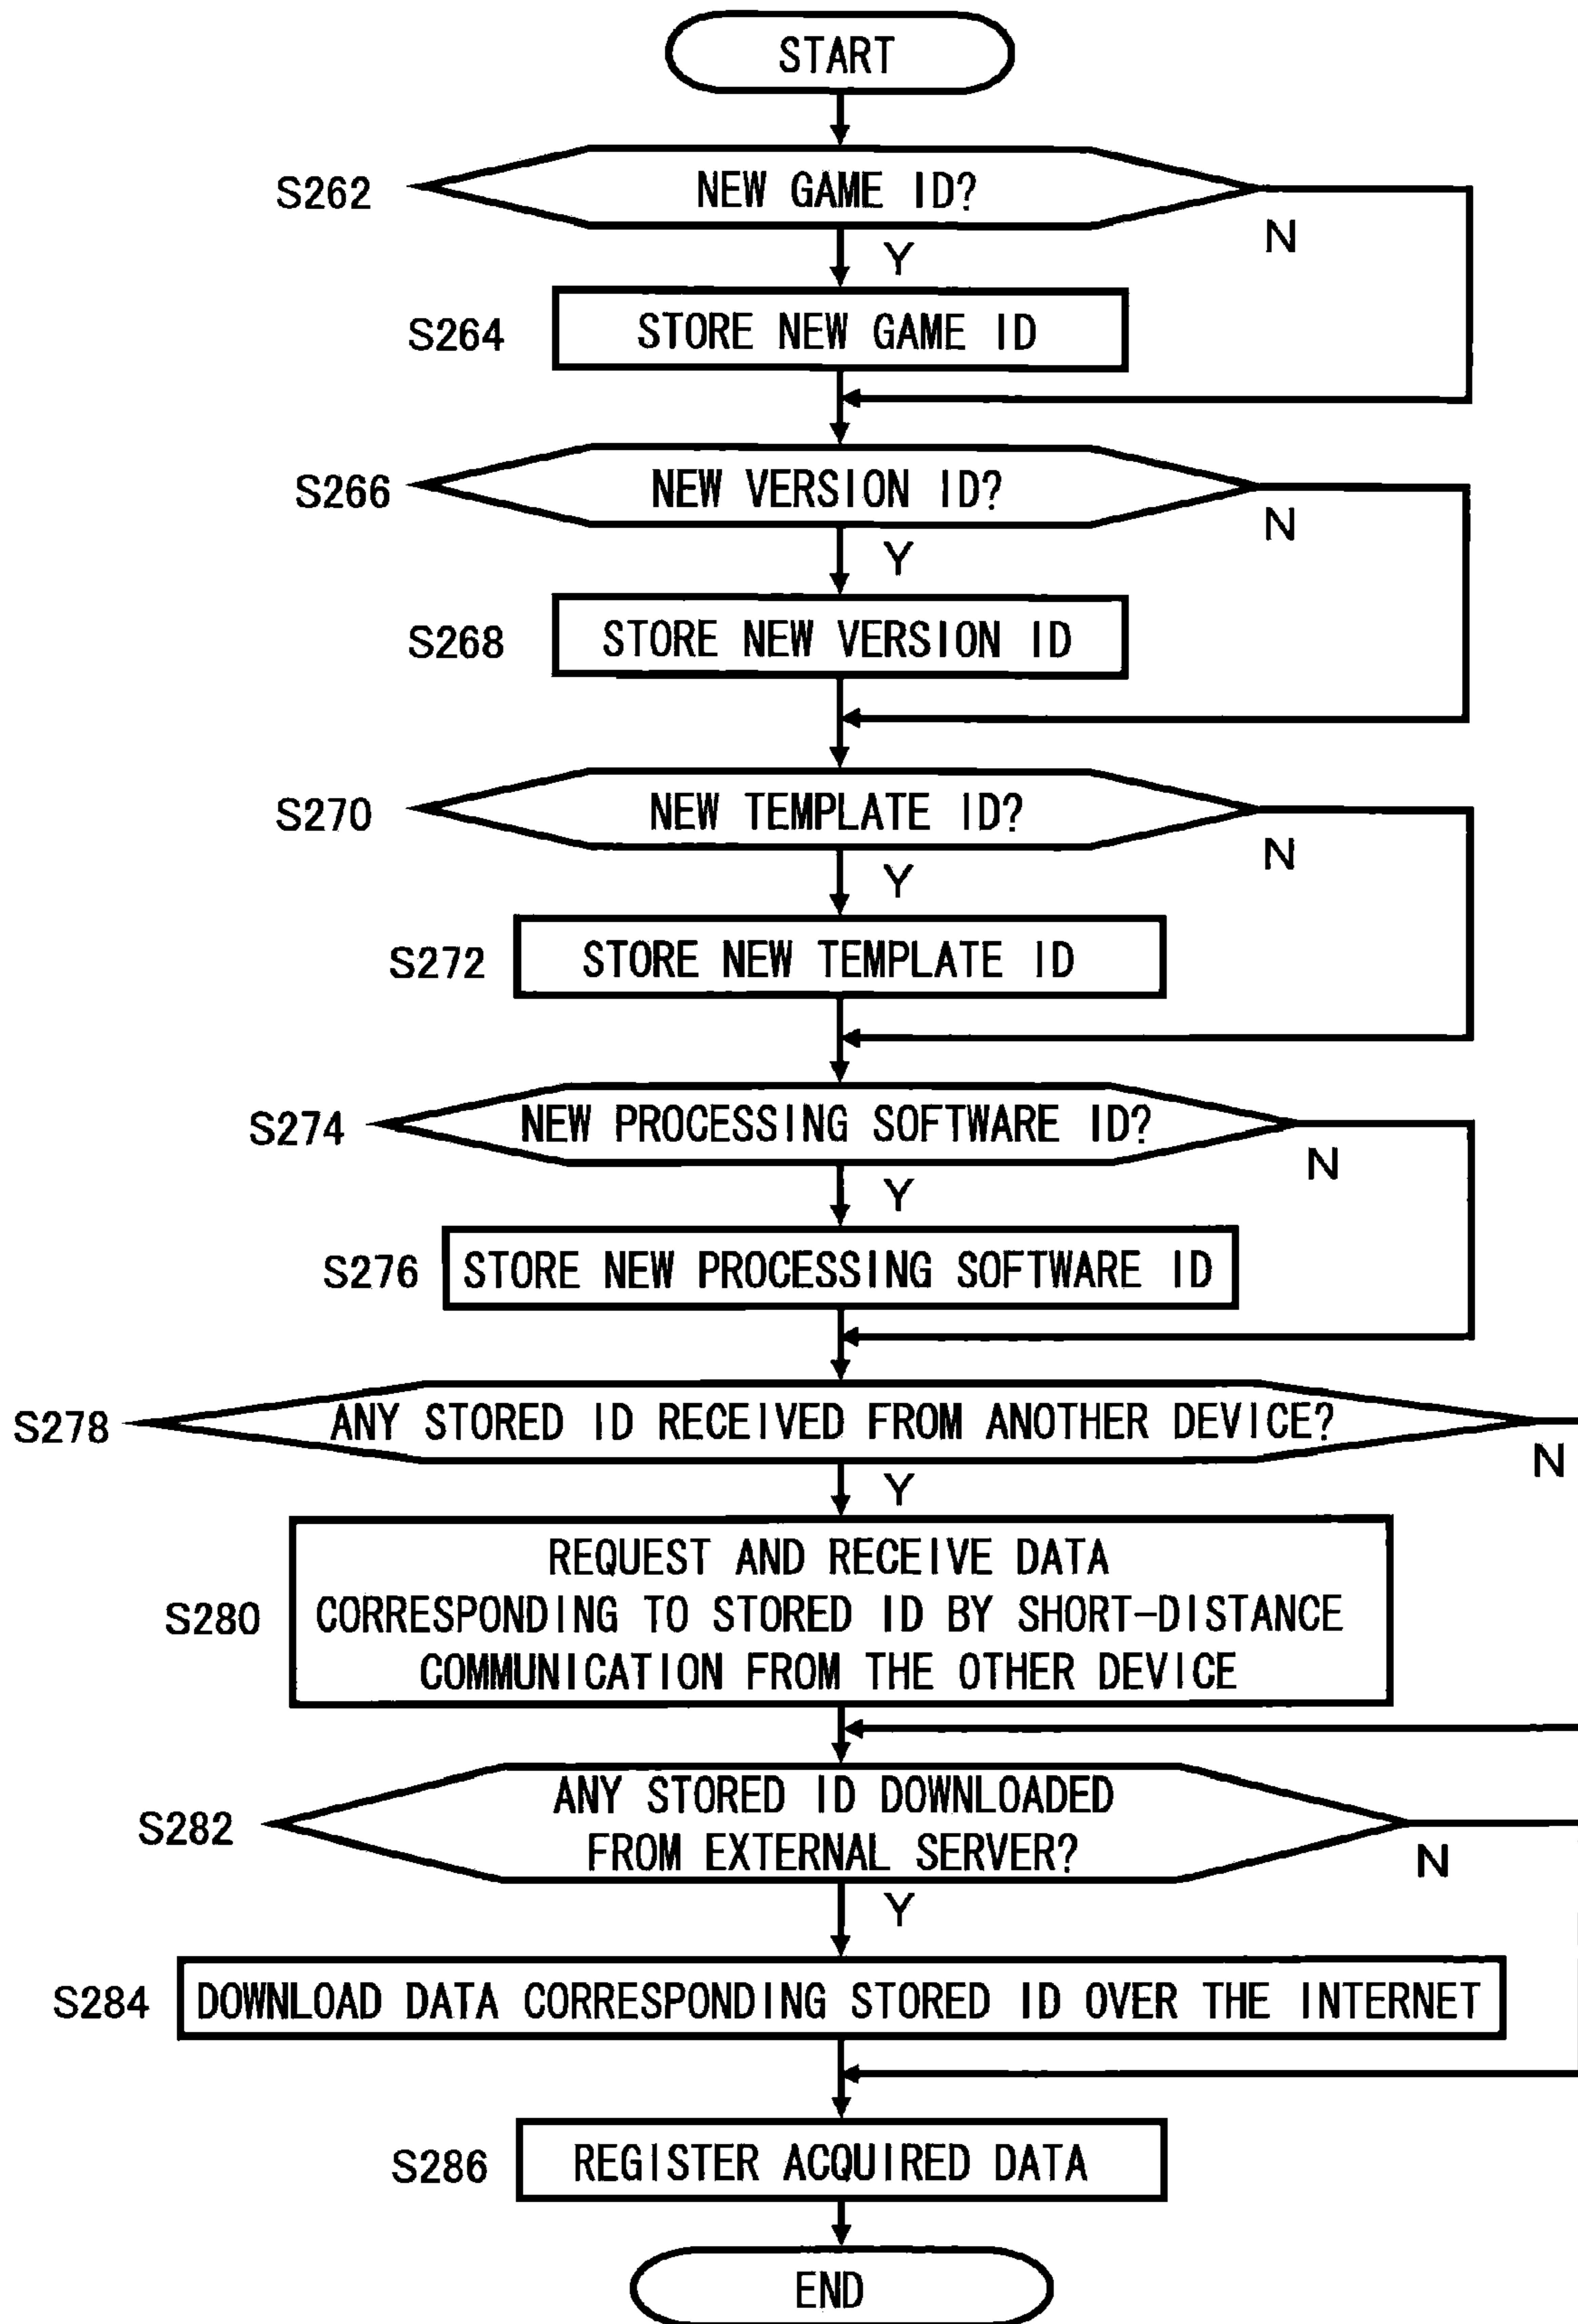 START
S262
NEW GAME ID?
N
Y
S264
STORE NEW GAME ID
S266
NEW VERSION ID?
N
Y
S268
STORE NEW VERSION ID
S270
NEW TEMPLATE ID?
N
Y
S272
STORE NEW TEMPLATE ID
S274
NEW PROCESSING SOFTWARE ID?
N
Y
S276
STORE NEW PROCESSING SOFTWARE ID
S278
ANY STORED ID RECEIVED FROM ANOTHER DEVICE?
N
Y
S280
REQUEST AND RECEIVE DATA
CORRESPONDING TO STORED ID BY SHORT-DISTANCE
COMMUNICATION FROM THE OTHER DEVICE
S282
ANY STORED ID DOWNLOADED
FROM EXTERNAL SERVER?
N
Y
S284
DOWNLOAD DATA CORRESPONDING STORED ID OVER THE INTERNET
S286
REGISTER ACQUIRED DATA
END